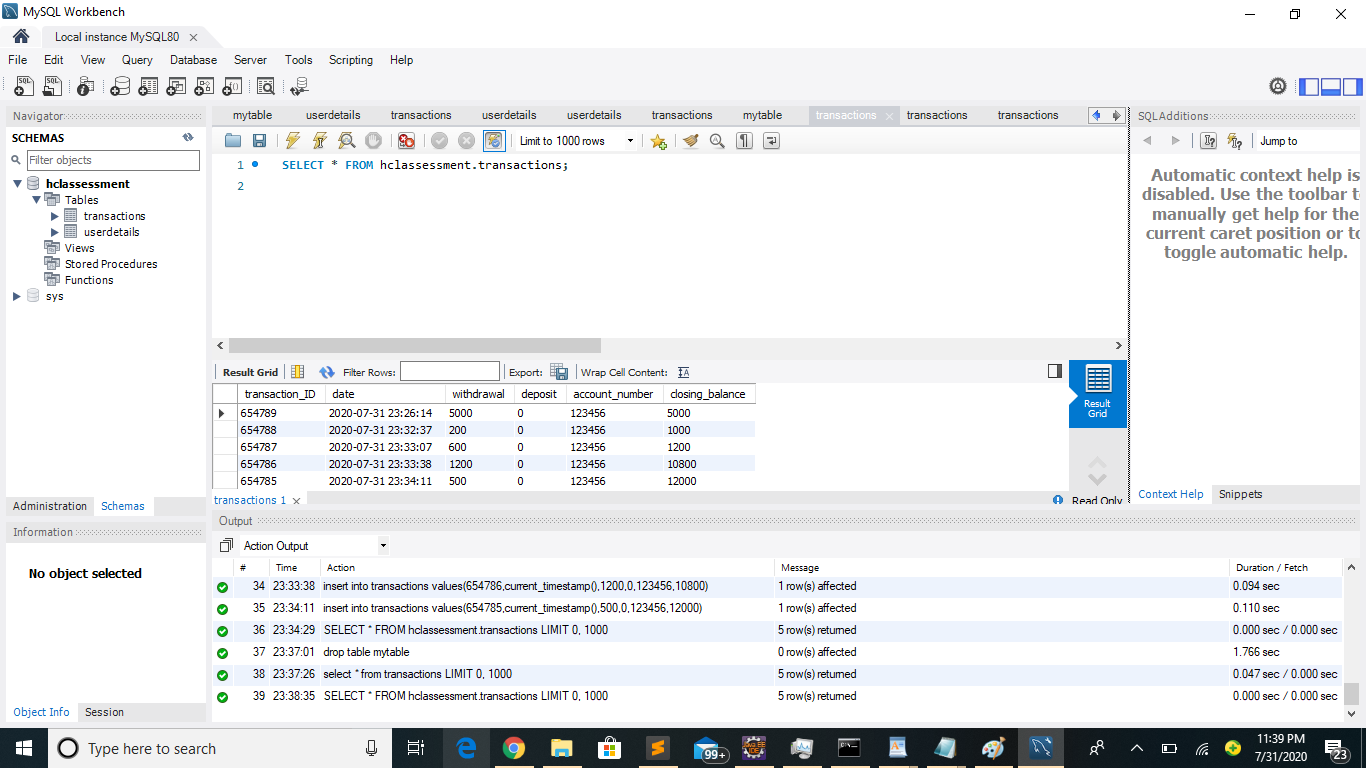 MySQL Workbench
Local instance MySQL80
File Edit View Query Database Server Tools Scripting Help
Navigator
SCHEMAS
Filter objects
hclassessment
Tables
transactions
userdetails
Views
Stored Procedures
Functions
sys
Administration Schemas
Information
No object selected
Object Info Session
mytable userdetails transactions userdetails userdetails transactions mytable transactions transactions transactions
Limit to 1000 rows
1 SELECT * FROM hclassessment.transactions;
2
Result Grid Filter Rows: Export: Wrap Cell Content:
transaction_ID date withdrawal deposit account_number closing_balance
654789 2020-07-31 23:26:14 5000 0 123456 5000
654788 2020-07-31 23:32:37 200 0 123456 1000
654787 2020-07-31 23:33:07 600 0 123456 1200
654786 2020-07-31 23:33:38 1200 0 123456 10800
654785 2020-07-31 23:34:11 500 0 123456 12000
Result
Grid
transactions 1
Read Only
SQLAdditions
Jump to
Automatic context help is
disabled. Use the toolbar t
manually get help for the
current caret position or to
toggle automatic help.
Context Help Snippets
Output
Action Output
# Time Action Message Duration / Fetch
34 23:33:38 insert into transactions values(654786,current_timestamp(),1200,0,123456,10800) 1 row(s) affected 0.094 sec
35 23:34:11 insert into transactions values(654785,current_timestamp(),500,0,123456,12000) 1 row(s) affected 0.110 sec
36 23:34:29 SELECT * FROM hclassessment.transactions LIMIT 0, 1000 5 row(s) returned 0.000 sec / 0.000 sec
37 23:37:01 drop table mytable 0 row(s) affected 1.766 sec
38 23:37:26 select * from transactions LIMIT 0, 1000 5 row(s) returned 0.047 sec / 0.000 sec
39 23:38:35 SELECT * FROM hclassessment.transactions LIMIT 0, 1000 5 row(s) returned 0.000 sec / 0.000 sec
Type here to search
99+
11:39 PM
7/31/2020
23